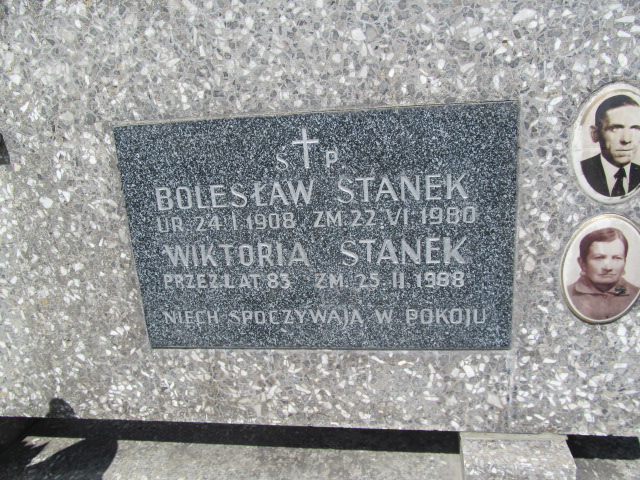 S P
BOLESŁAW STANEK
UR. 24.I.1908 ZM. 22.VI.1980
WIKTORIA STANEK
PRZEŻ. LAT 83 ZM. 25.II.1988
NIECH SPOCZYWAJĄ W POKOJU